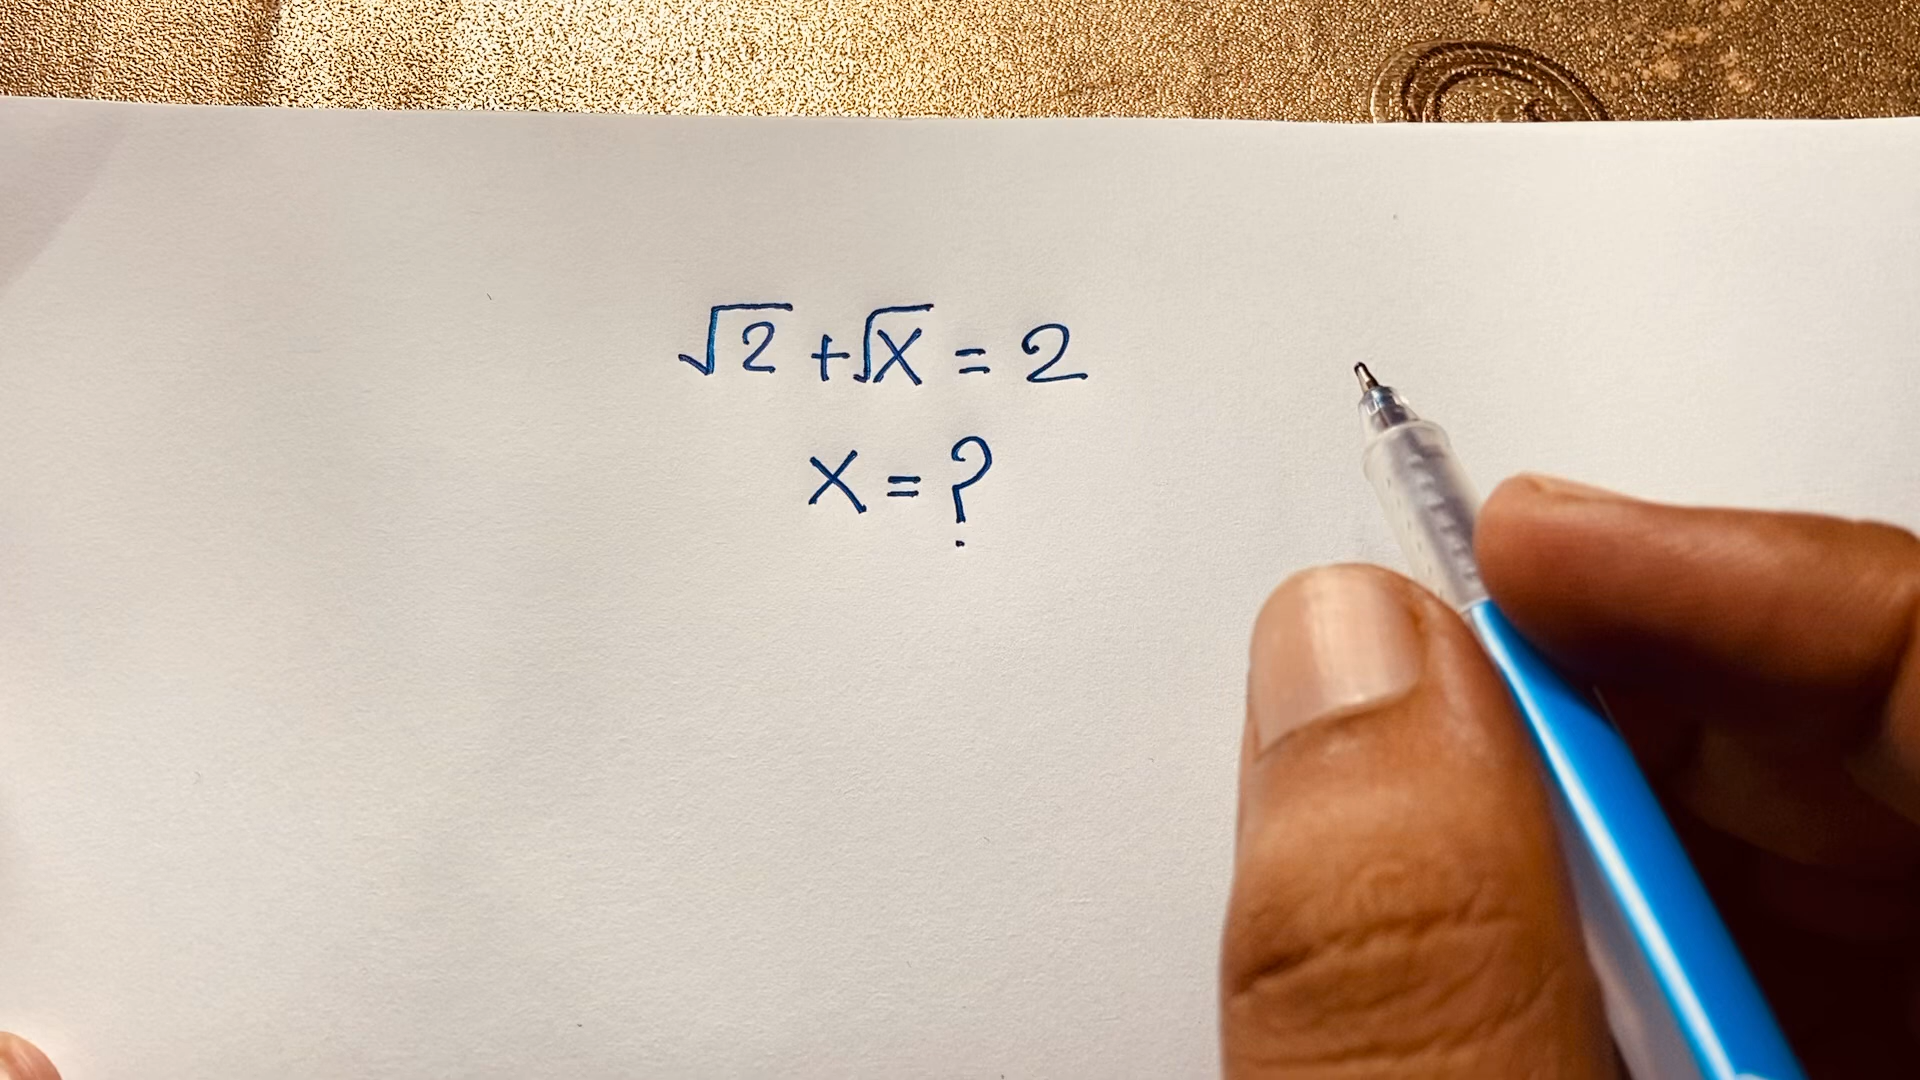 √2 + √x = 2
x = ?